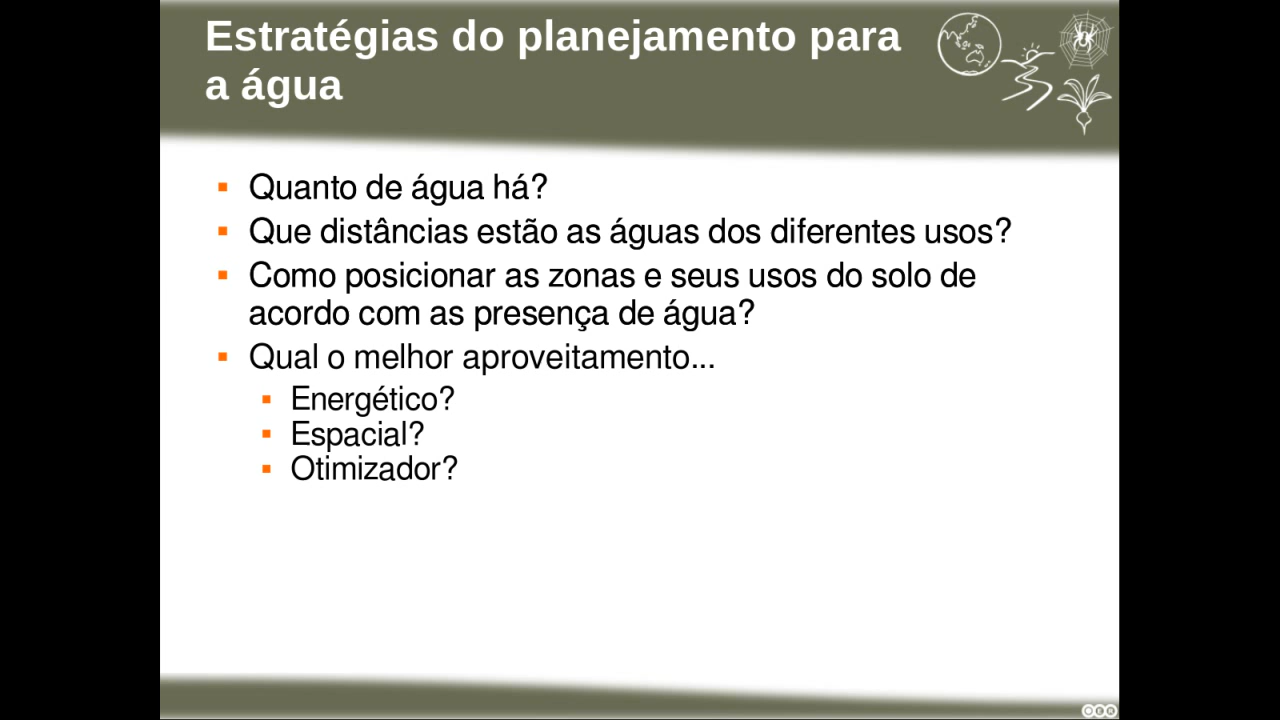 Estratégias do planejamento para
a água
Quanto de água há?
Que distâncias estão as águas dos diferentes usos?
Como posicionar as zonas e seus usos do solo de
acordo com as presença de água?
Qual o melhor aproveitamento...
Energético?
Espacial?
Otimizador?
OER